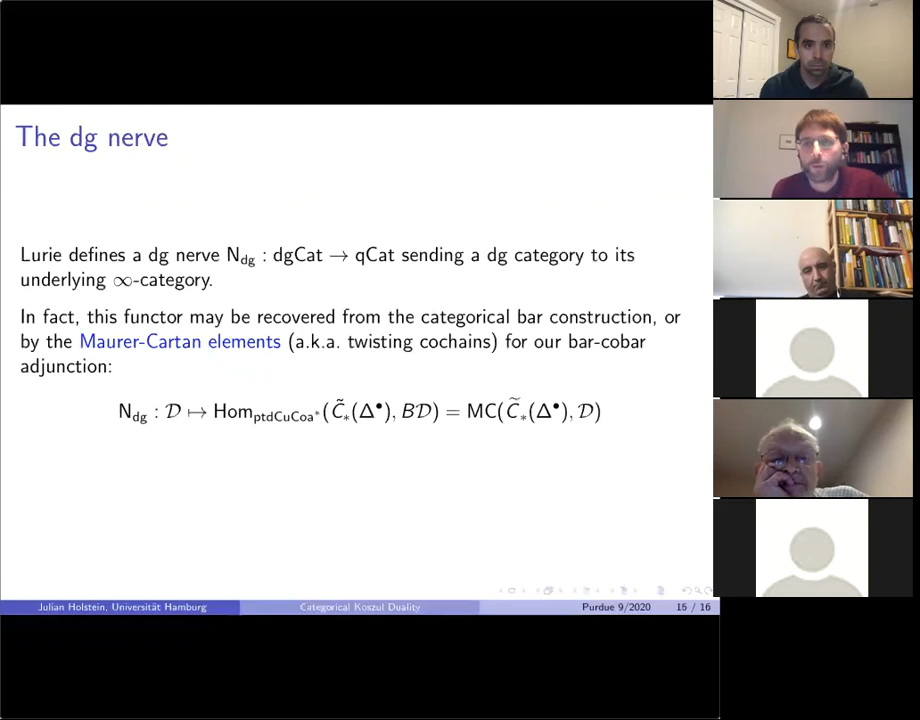 The dg nerve
Lurie defines a dg nerve N_dg : dgCat → qCat sending a dg category to its
underlying ∞-category.
In fact, this functor may be recovered from the categorical bar construction, or
by the Maurer-Cartan elements (a.k.a. twisting cochains) for our bar-cobar
adjunction:
N_dg : 𝒟 ↦ Hom_ptdCuCoa*(C̃_*(Δ^•), B𝒟) = MC(C̃_*(Δ^•), 𝒟)
Julian Holstein, Universität Hamburg Categorical Koszul Duality Purdue 9/2020 15 / 16